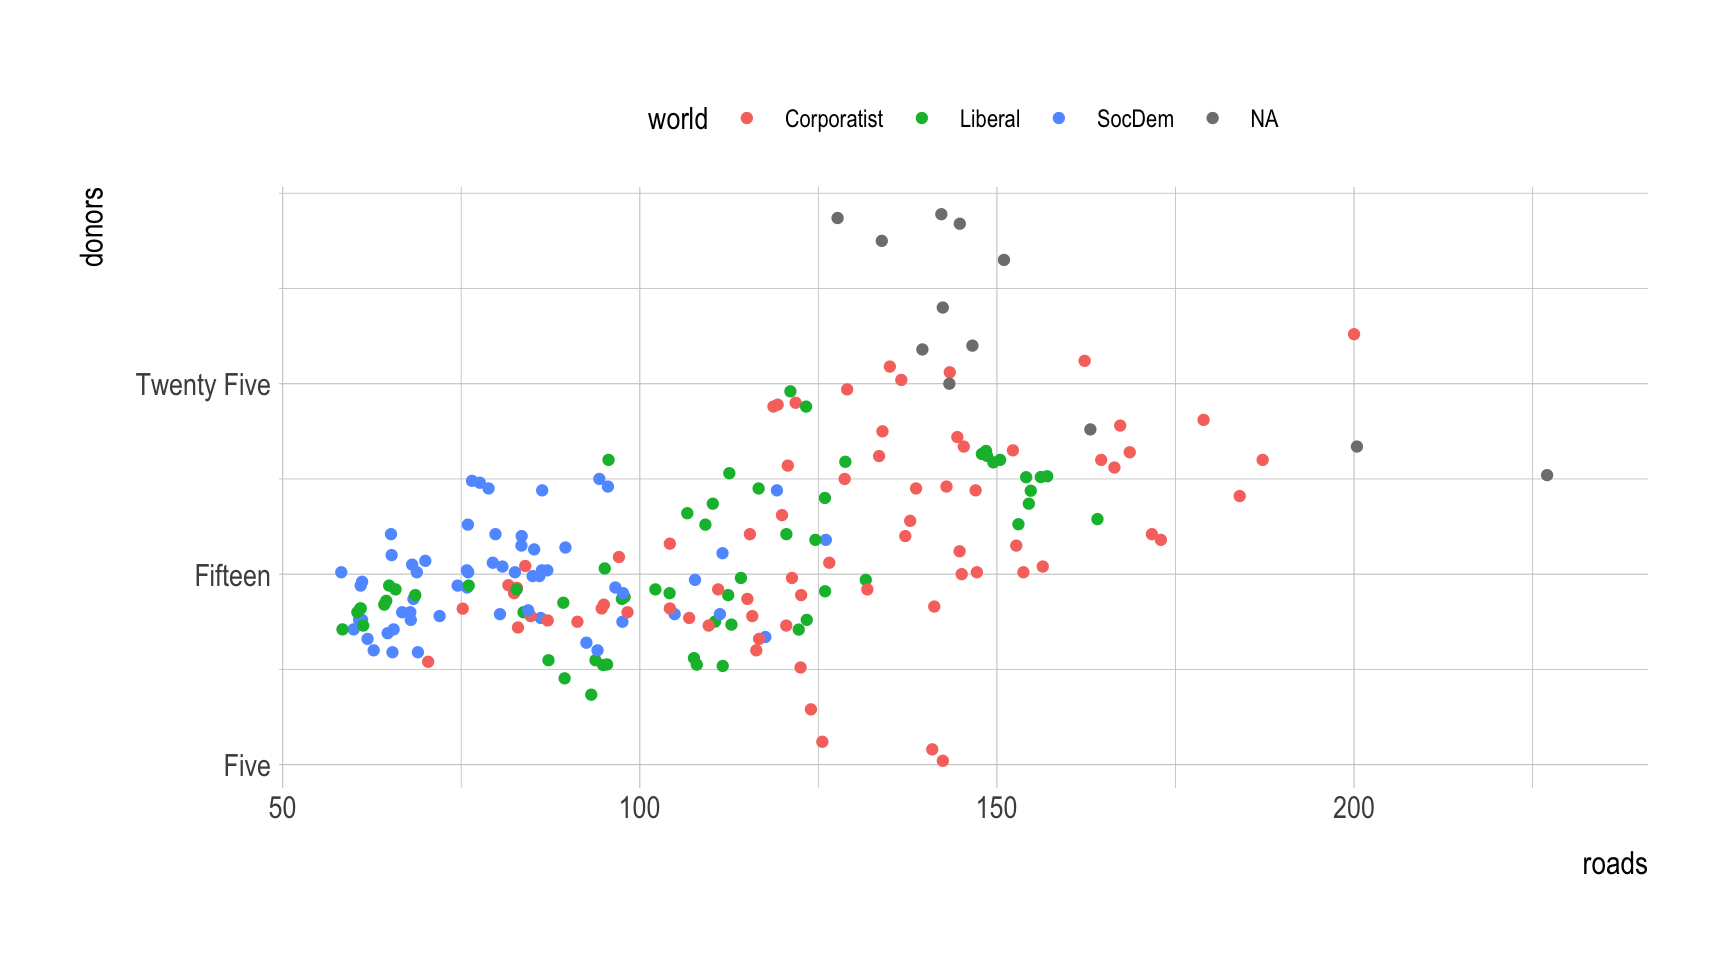 world Corporatist Liberal SocDem NA
donors
Twenty Five
Fifteen
Five
50 100 150 200
roads